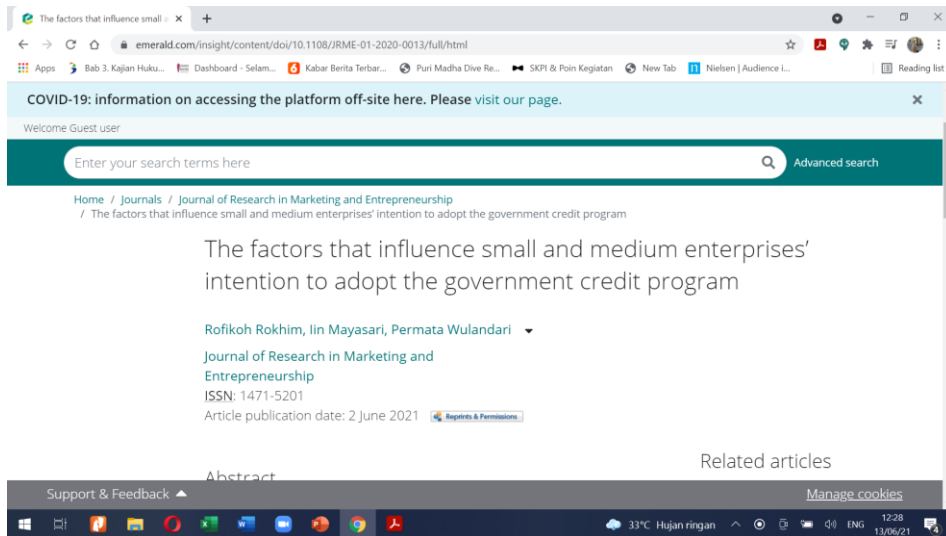 The factors that influence small a
emerald.com/insight/content/doi/10.1108/JRME-01-2020-0013/full/html
Apps Bab 3. Kajian Huku... Dashboard - Selam... Kabar Berita Terbar... Puri Madha Dive Re... SKPI & Poin Kegiatan New Tab Nielsen | Audience i... Reading list
COVID-19: information on accessing the platform off-site here. Please visit our page.
Welcome Guest user
Enter your search terms here Advanced search
Home / Journals / Journal of Research in Marketing and Entrepreneurship
/ The factors that influence small and medium enterprises' intention to adopt the government credit program
The factors that influence small and medium enterprises’
intention to adopt the government credit program
Rofikoh Rokhim, Iin Mayasari, Permata Wulandari
Journal of Research in Marketing and
Entrepreneurship
ISSN: 1471-5201
Article publication date: 2 June 2021 Reprints & Permissions
Related articles
Abstract
Support & Feedback Manage cookies
33°C Hujan ringan ENG 12:28
13/06/21
4